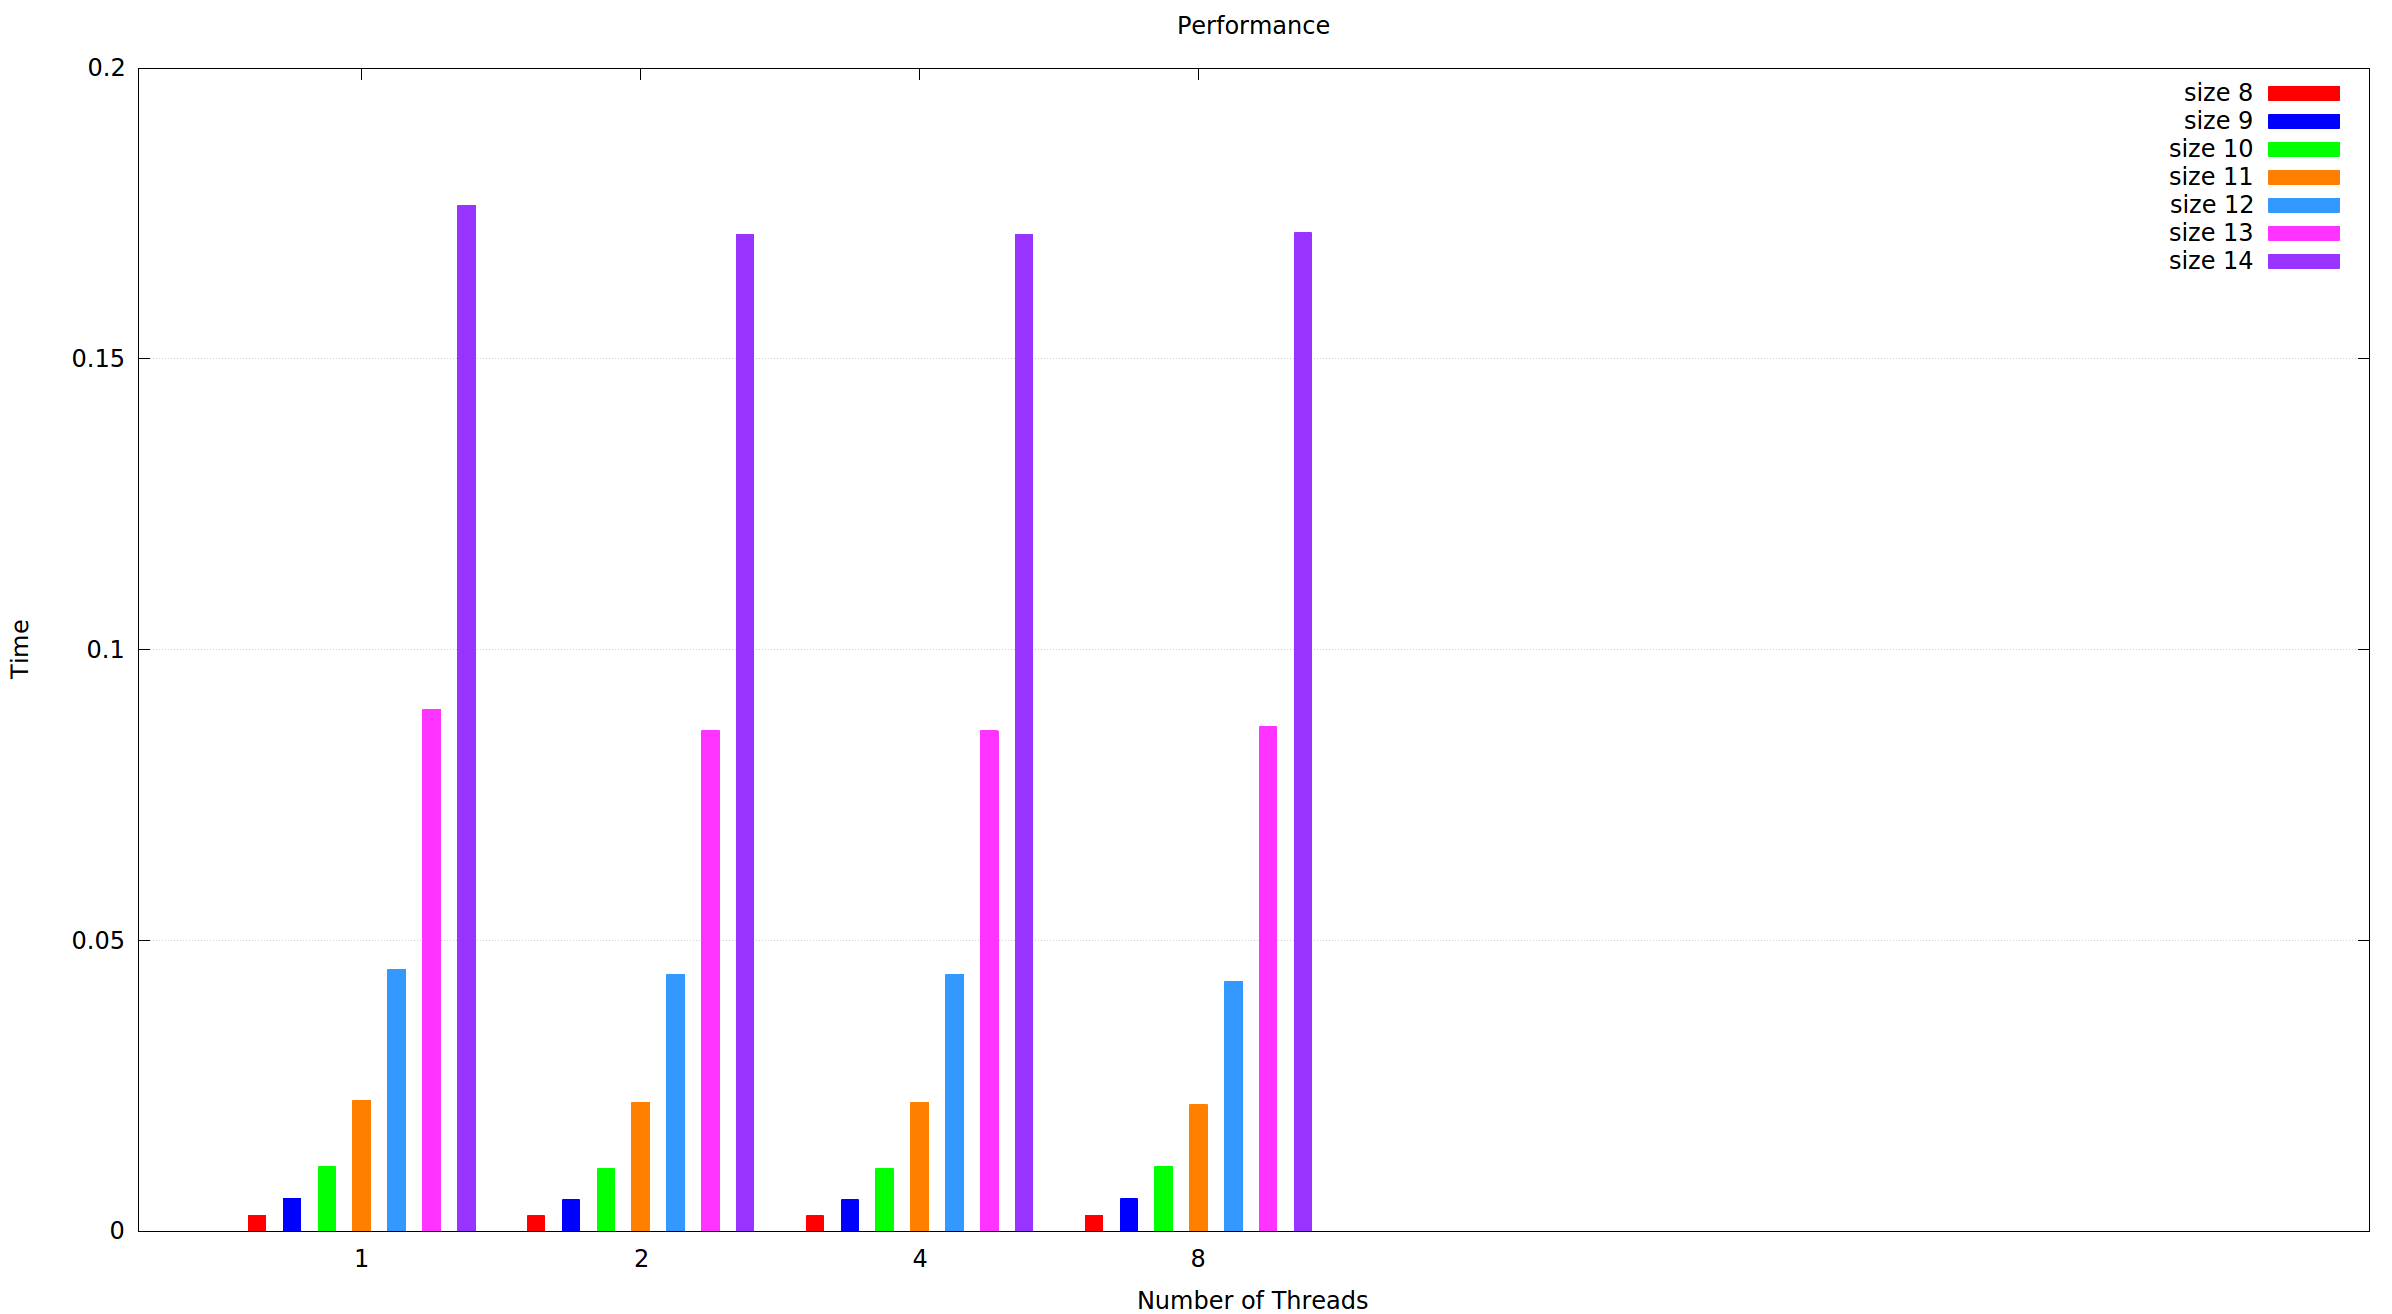 Performance
0.2
0.15
0.1
0.05
0
Time
1 2 4 8
Number of Threads
size 8
size 9
size 10
size 11
size 12
size 13
size 14